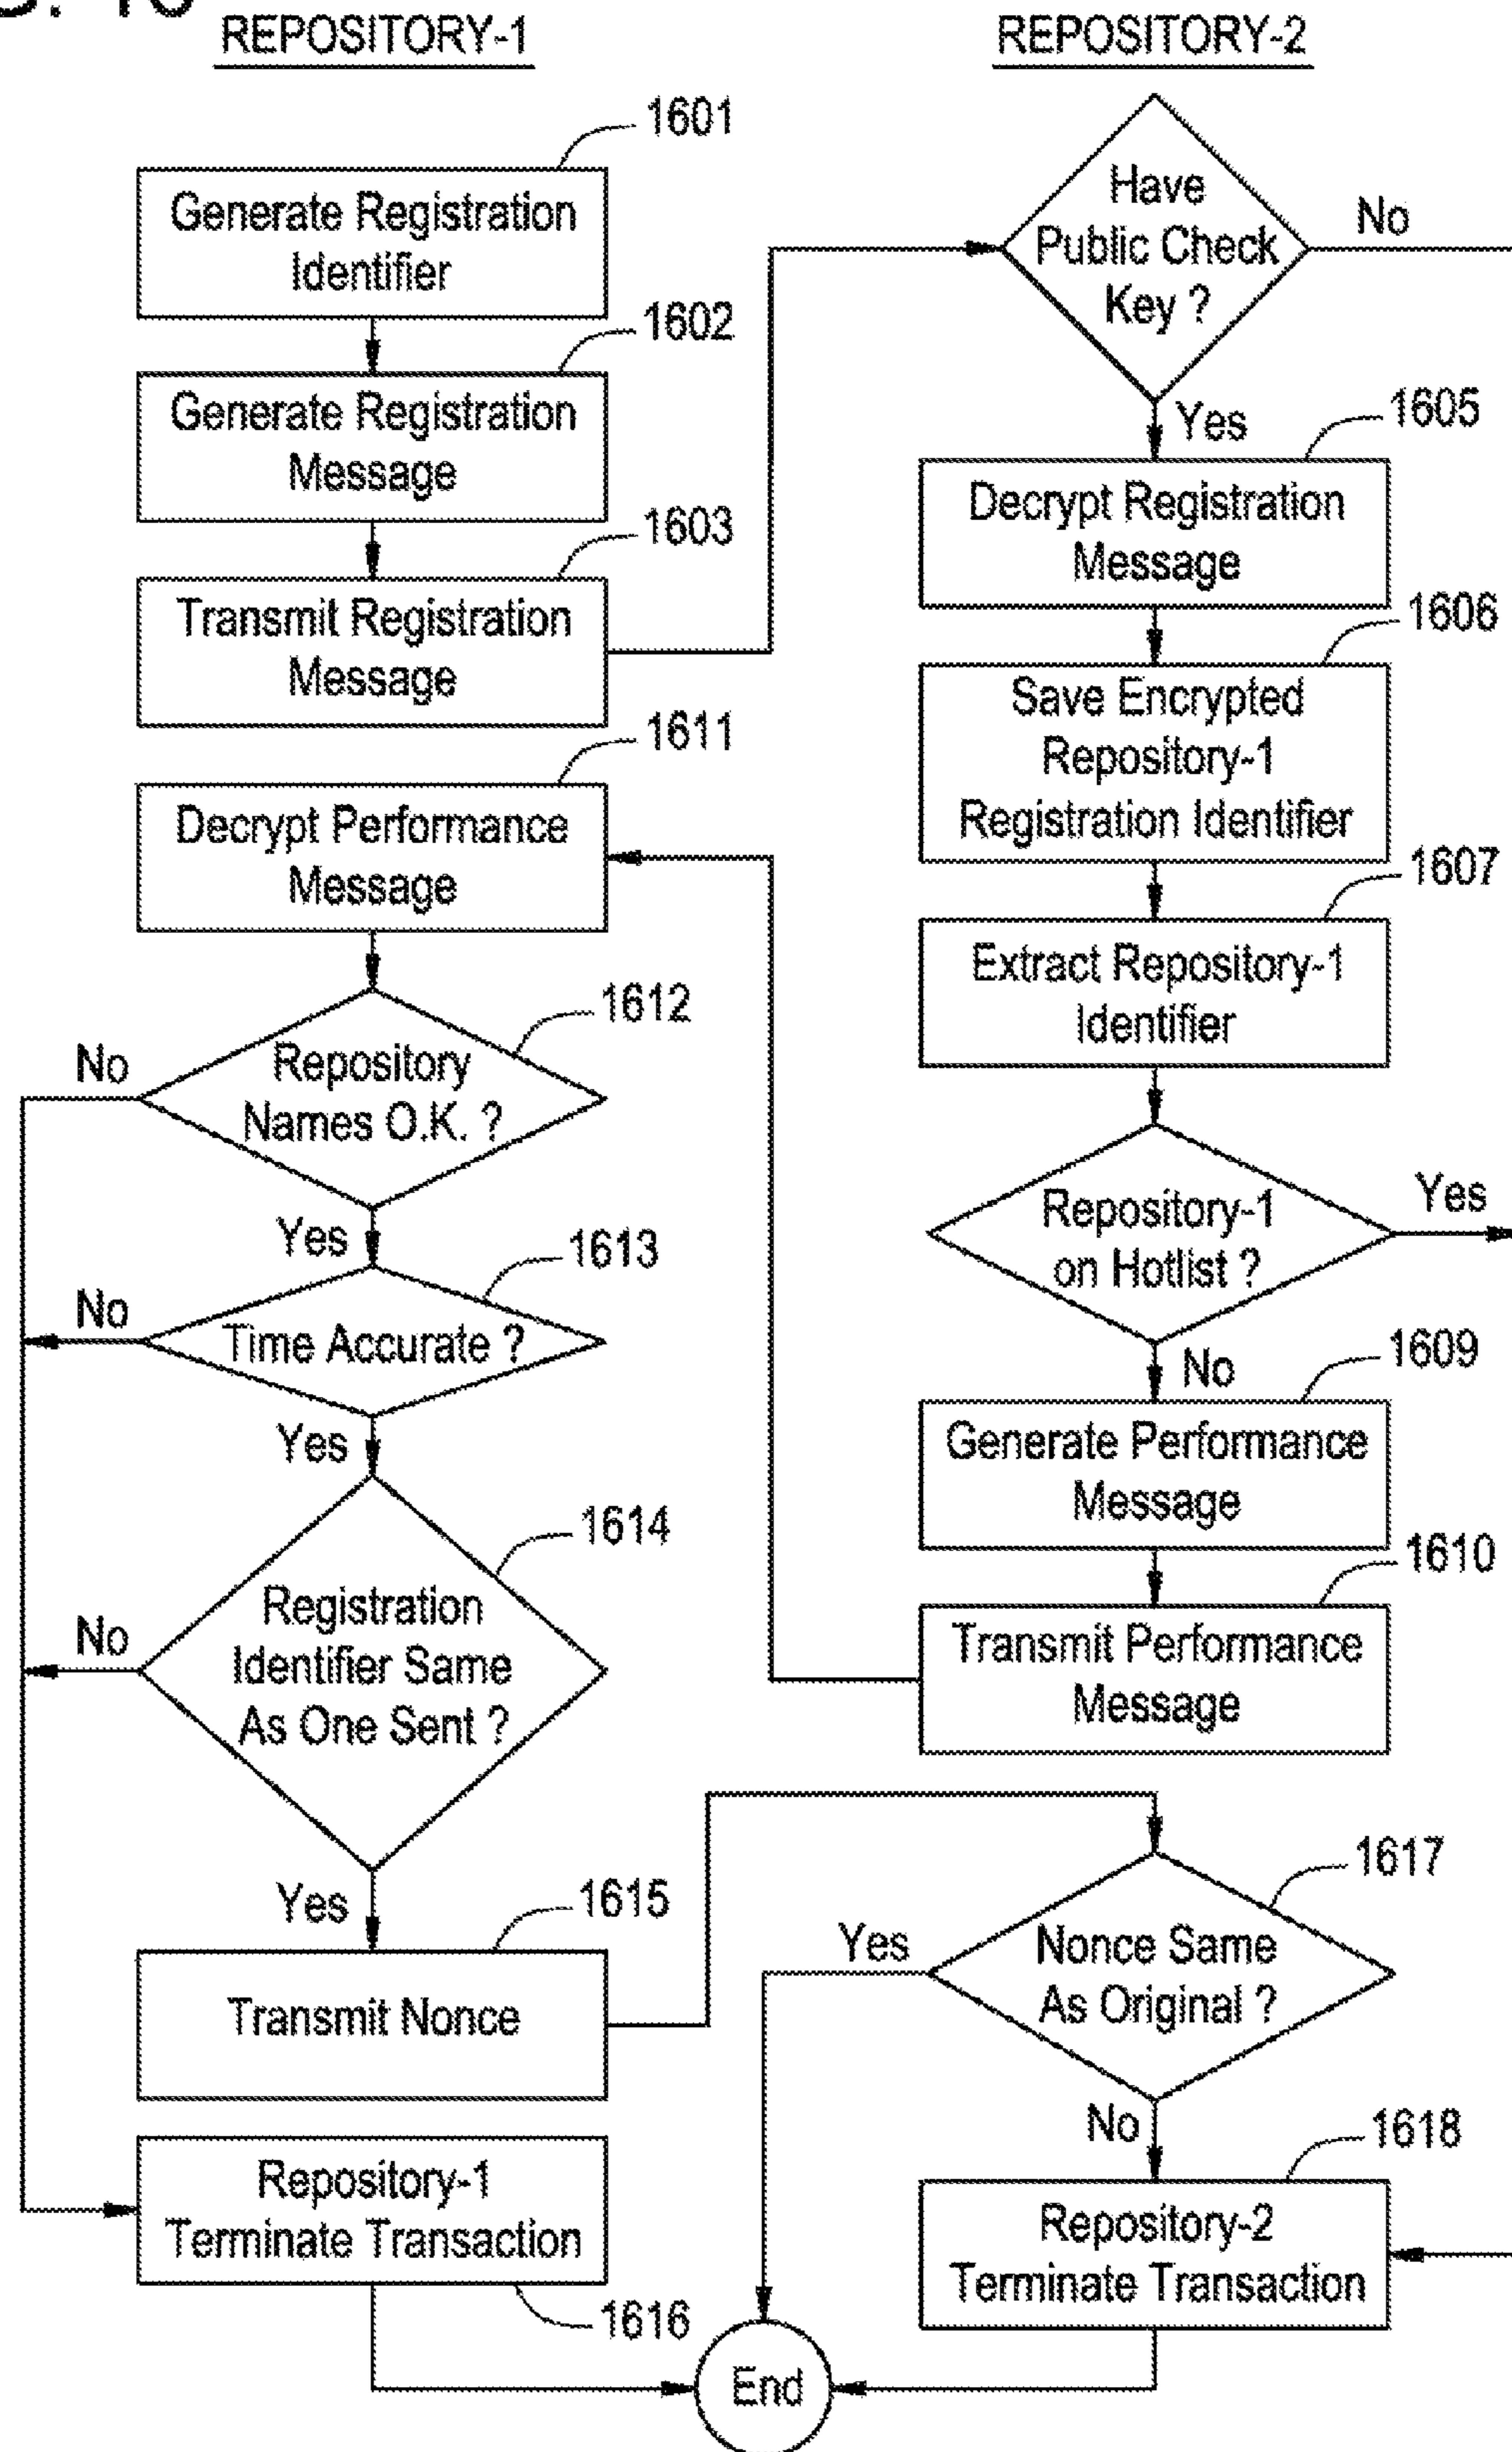 REPOSITORY-1
1601
Generate Registration
Identifier
1602
Generate Registration
Message
1603
Transmit Registration
Message
1611
Decrypt Performance
Message
1612
Repository
Names O.K. ?
No
Yes
1613
Time Accurate ?
No
Yes
1614
Registration
Identifier Same
As One Sent ?
No
Yes
1615
Transmit Nonce
Repository-1
Terminate Transaction
1616
REPOSITORY-2
Have
Public Check
Key ?
No
Yes
1605
Decrypt Registration
Message
1606
Save Encrypted
Repository-1
Registration Identifier
1607
Extract Repository-1
Identifier
Repository-1
on Hotlist ?
Yes
No
1609
Generate Performance
Message
1610
Transmit Performance
Message
1617
Nonce Same
As Original ?
Yes
No
1618
Repository-2
Terminate Transaction
End